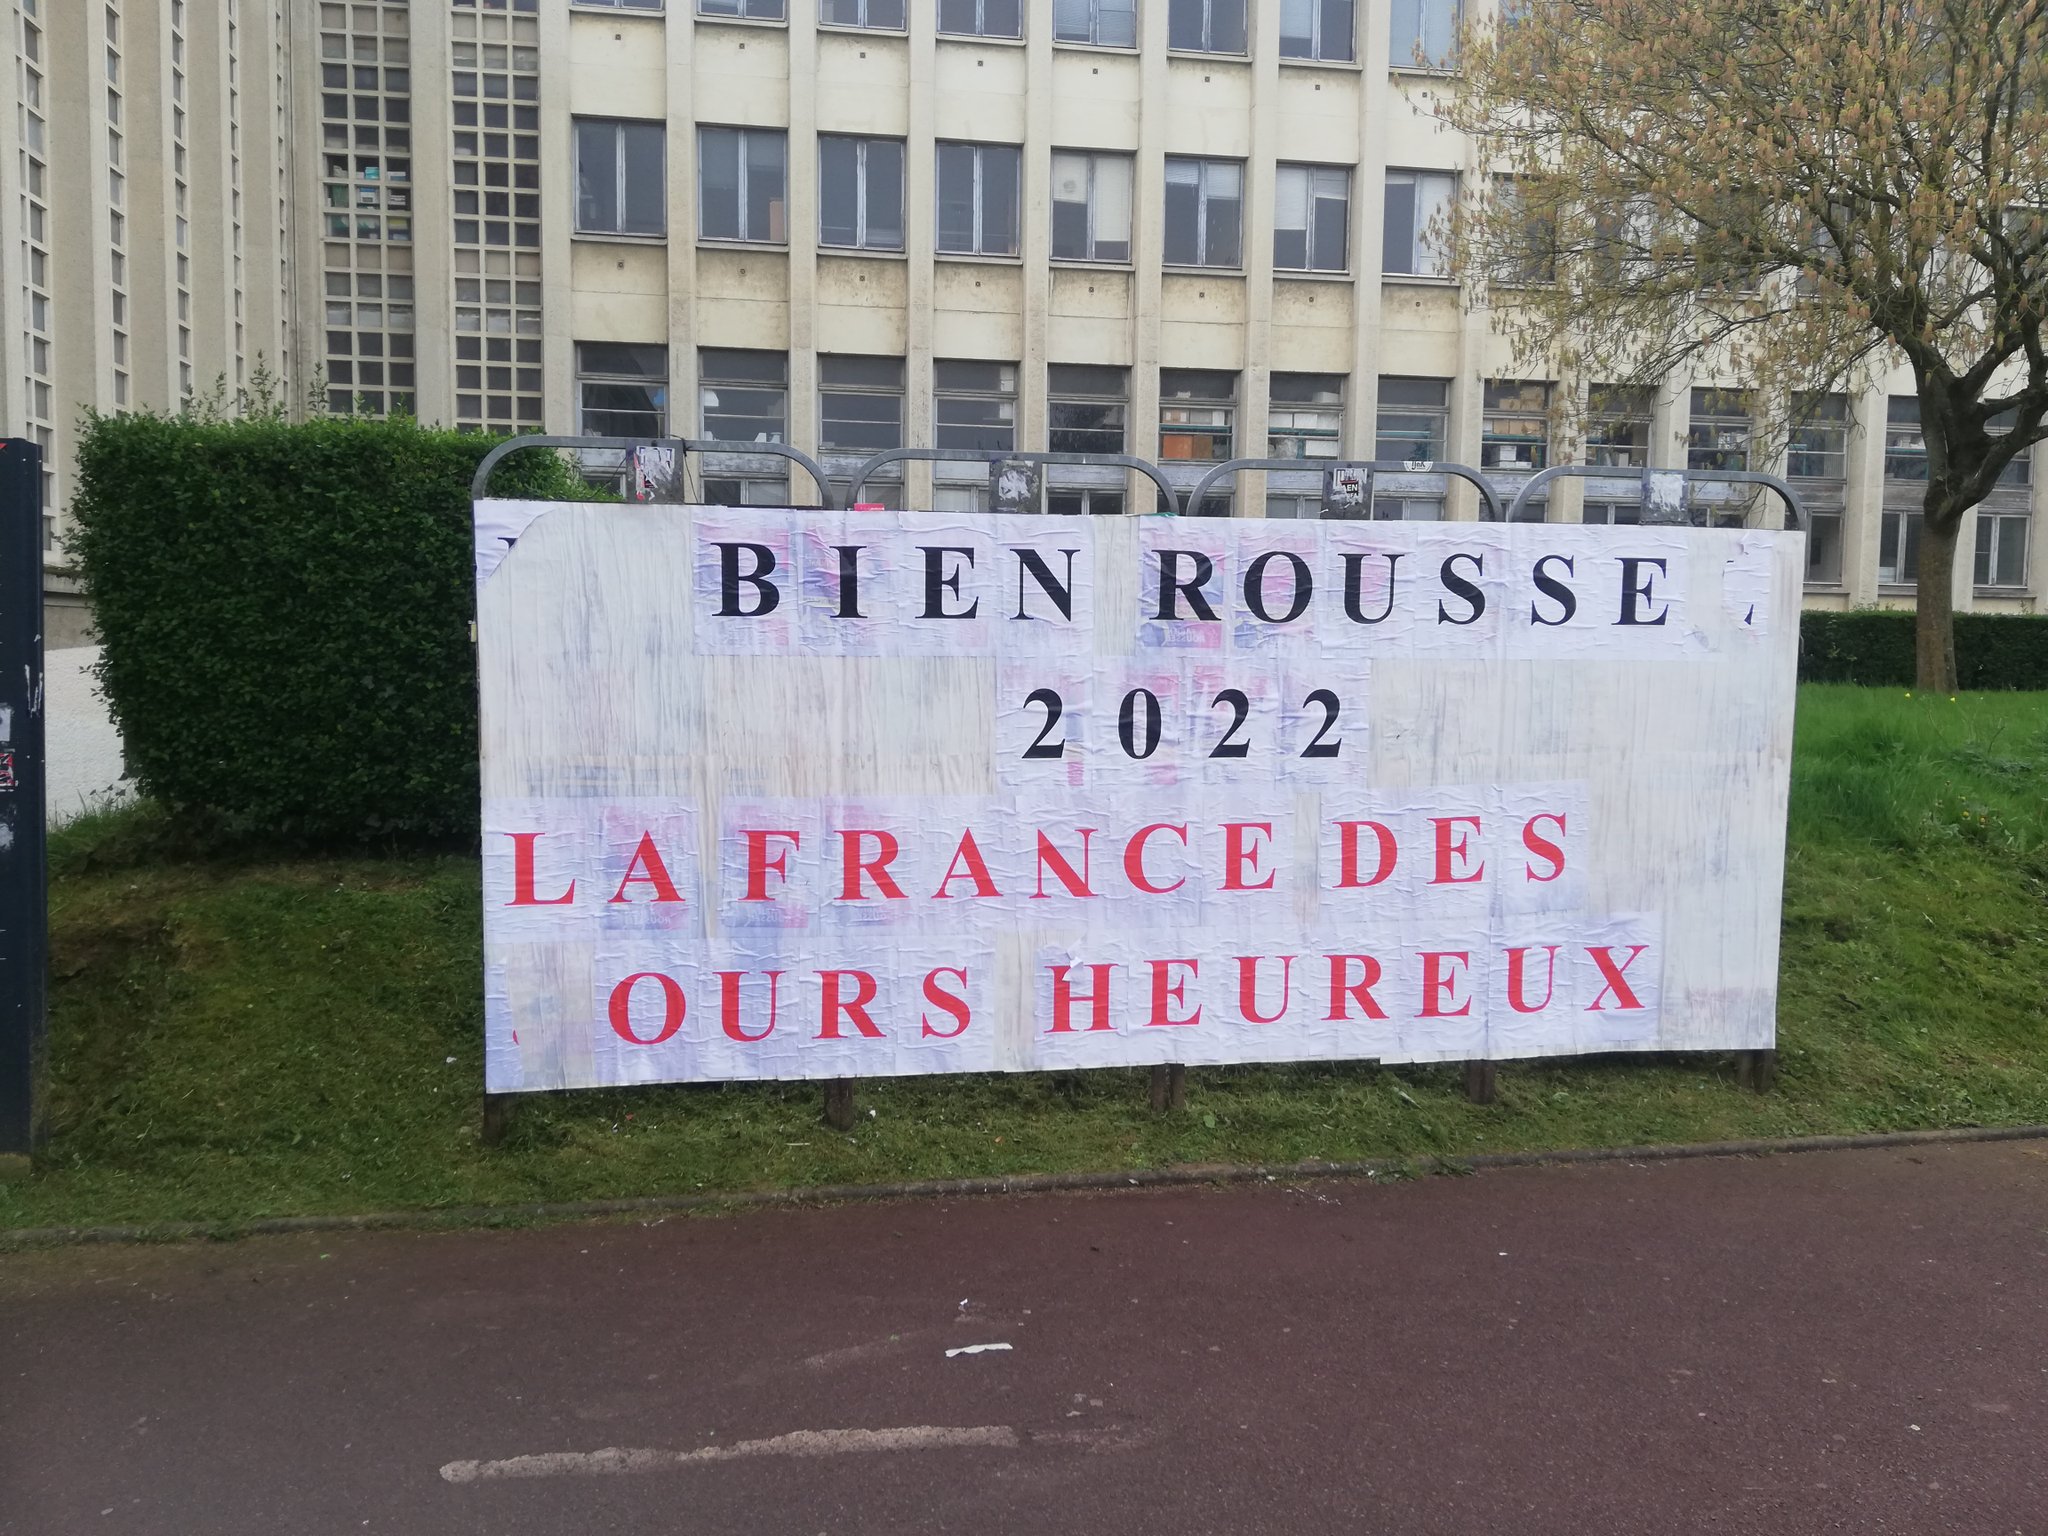 BIEN ROUSSE
2022
LA FRANCE DES
OURS HEUREUX